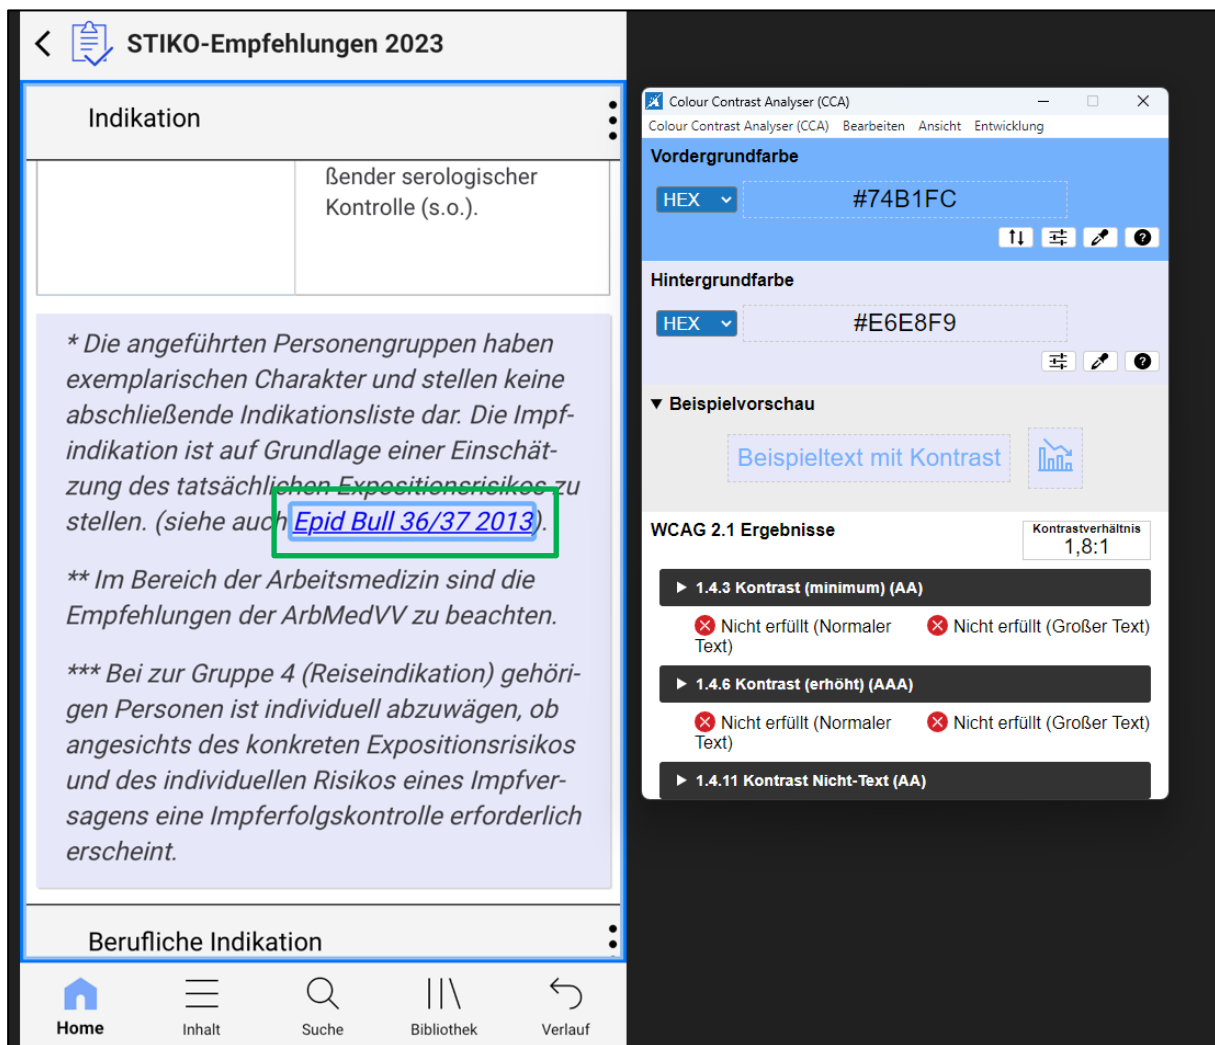 STIKO-Empfehlungen 2023
Indikation
ßender serologischer
Kontrolle (s.o.).
* Die angeführten Personengruppen haben
exemplarischen Charakter und stellen keine
abschließende Indikationsliste dar. Die Impf-
indikation ist auf Grundlage einer Einschät-
zung des tatsächlichen Expositionsrisikos zu
stellen. (siehe auch Epid Bull 36/37 2013).
** Im Bereich der Arbeitsmedizin sind die
Empfehlungen der ArbMedVV zu beachten.
*** Bei zur Gruppe 4 (Reiseindikation) gehöri-
gen Personen ist individuell abzuwägen, ob
angesichts des konkreten Expositionsrisikos
und des individuellen Risikos eines Impfver-
sagens eine Impferfolgskontrolle erforderlich
erscheint.
Berufliche Indikation
Home Inhalt Suche Bibliothek Verlauf
Colour Contrast Analyser (CCA)
Colour Contrast Analyser (CCA) Bearbeiten Ansicht Entwicklung
Vordergrundfarbe
HEX #74B1FC
Hintergrundfarbe
HEX #E6E8F9
Beispielvorschau
Beispieltext mit Kontrast
WCAG 2.1 Ergebnisse
Kontrastverhältnis
1,8:1
1.4.3 Kontrast (minimum) (AA)
Nicht erfüllt (Normaler Nicht erfüllt (Großer Text)
Text)
1.4.6 Kontrast (erhöht) (AAA)
Nicht erfüllt (Normaler Nicht erfüllt (Großer Text)
Text)
1.4.11 Kontrast Nicht-Text (AA)